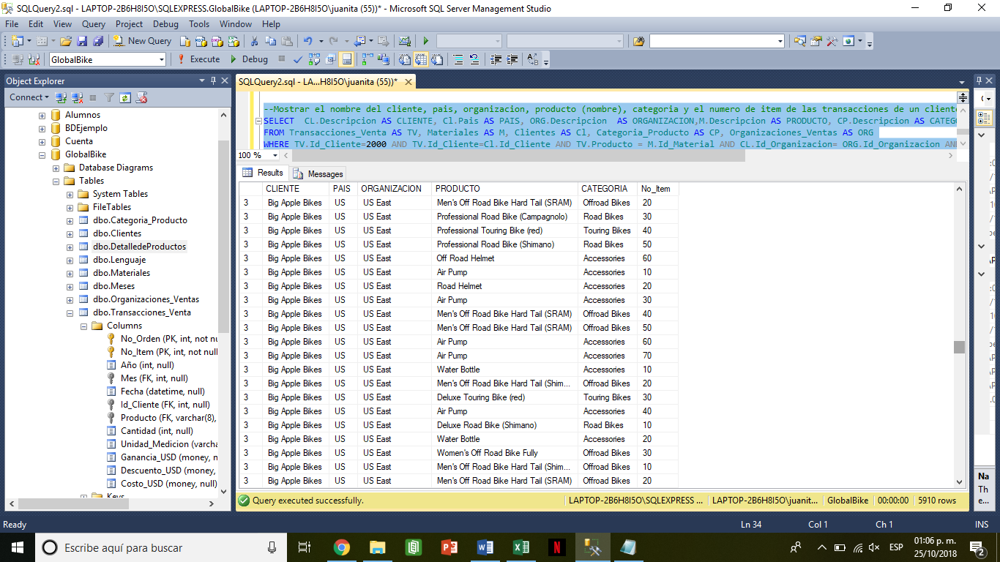 SQLQuery2.sql - LAPTOP-2B6H8I5O\SQLEXPRESS.GlobalBike (LAPTOP-2B6H8I5O\juanita (55))* - Microsoft SQL Server Management Studio
File Edit View Query Project Debug Tools Window Help
New Query
GlobalBike Execute Debug
Object Explorer
Connect
Alumnos
BDEjemplo
Cuenta
GlobalBike
Database Diagrams
Tables
System Tables
FileTables
dbo.Categoria_Producto
dbo.Clientes
dbo.DetalledeProductos
dbo.Lenguaje
dbo.Materiales
dbo.Meses
dbo.Organizaciones_Ventas
dbo.Transacciones_Venta
Columns
No_Orden (PK, int, not nu
No_Item (PK, int, not null
Año (int, null)
Mes (FK, int, null)
Fecha (datetime, null)
Id_Cliente (FK, int, null)
Producto (FK, varchar(8),
Cantidad (int, null)
Unidad_Medicion (varcha
Ganancia_USD (money, n
Descuento_USD (money,
Costo_USD (money, null)
Keys
SQLQuery2.sql - LA...H8I5O\juanita (55))*
--Mostrar el nombre del cliente, pais, organizacion, producto (nombre), categoria y el numero de item de las transacciones de un cliente
SELECT CL.Descripcion AS CLIENTE, Cl.Pais AS PAIS, ORG.Descripcion AS ORGANIZACION,M.Descripcion AS PRODUCTO, CP.Descripcion AS CATEG
FROM Transacciones_Venta AS TV, Materiales AS M, Clientes AS Cl, Categoria_Producto AS CP, Organizaciones_Ventas AS ORG
WHERE TV.Id_Cliente=2000 AND TV.Id_Cliente=Cl.Id_Cliente AND TV.Producto = M.Id_Material AND CL.Id_Organizacion= ORG.Id_Organizacion AND
100 %
Results Messages
CLIENTE PAIS ORGANIZACION PRODUCTO CATEGORIA No_Item
3 Big Apple Bikes US US East Men's Off Road Bike Hard Tail (SRAM) Offroad Bikes 20
3 Big Apple Bikes US US East Professional Road Bike (Campagnolo) Road Bikes 30
3 Big Apple Bikes US US East Professional Touring Bike (red) Touring Bikes 40
3 Big Apple Bikes US US East Professional Road Bike (Shimano) Road Bikes 50
3 Big Apple Bikes US US East Off Road Helmet Accessories 60
3 Big Apple Bikes US US East Air Pump Accessories 10
3 Big Apple Bikes US US East Road Helmet Accessories 20
3 Big Apple Bikes US US East Air Pump Accessories 30
3 Big Apple Bikes US US East Men's Off Road Bike Hard Tail (SRAM) Offroad Bikes 40
3 Big Apple Bikes US US East Men's Off Road Bike Hard Tail (SRAM) Offroad Bikes 50
3 Big Apple Bikes US US East Air Pump Accessories 60
3 Big Apple Bikes US US East Air Pump Accessories 70
3 Big Apple Bikes US US East Water Bottle Accessories 10
3 Big Apple Bikes US US East Men's Off Road Bike Hard Tail (Shim... Offroad Bikes 20
3 Big Apple Bikes US US East Deluxe Touring Bike (red) Touring Bikes 30
3 Big Apple Bikes US US East Air Pump Accessories 40
3 Big Apple Bikes US US East Deluxe Road Bike (Shimano) Road Bikes 10
3 Big Apple Bikes US US East Water Bottle Accessories 20
3 Big Apple Bikes US US East Women's Off Road Bike Fully Offroad Bikes 30
3 Big Apple Bikes US US East Men's Off Road Bike Hard Tail (Shim... Offroad Bikes 10
3 Big Apple Bikes US US East Men's Off Road Bike Hard Tail (SRAM) Offroad Bikes 20
Query executed successfully. LAPTOP-2B6H8I5O\SQLEXPRESS ... LAPTOP-2B6H8I5O\juanit... GlobalBike 00:00:00 5910 rows
Na
Th
e...
Ready Ln 34 Col 1 Ch 1 INS
Escribe aquí para buscar
ESP
01:06 p. m.
25/10/2018
2